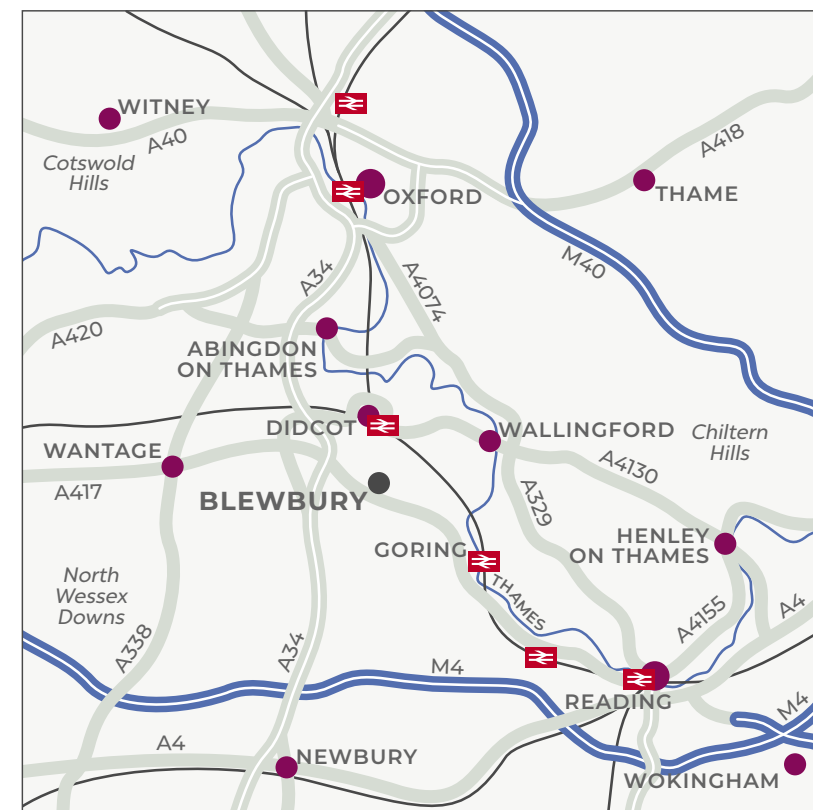 WITNEY
A40
A418
Cotswold
Hills
OXFORD
THAME
M40
A34
A4074
A420
ABINGDON
ON THAMES
DIDCOT
WALLINGFORD
Chiltern
Hills
WANTAGE
A4130
A417
BLEWBURY
A329
HENLEY
ON THAMES
GORING
North
Wessex
Downs
THAMES
A4155
A4
A338
A34
M4
READING
M4
A4
NEWBURY
WOKINGHAM